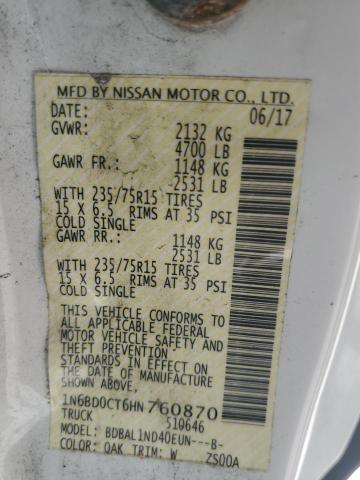 MFD BY NISSAN MOTOR CO., LTD.
DATE: 06/17
GVWR: 2132 KG
4700 LB
GAWR FR.: 1148 KG
2531 LB
WITH 235/75R15 TIRES
15 X 6.5 RIMS AT 35 PSI
COLD SINGLE
GAWR RR.: 1148 KG
2531 LB
WITH 235/75R15 TIRES
15 X 6.5 RIMS AT 35 PSI
COLD SINGLE
THIS VEHICLE CONFORMS TO
ALL APPLICABLE FEDERAL
MOTOR VEHICLE SAFETY AND
THEFT PREVENTION
STANDARDS IN EFFECT ON
THE DATE OF MANUFACTURE
SHOWN ABOVE.
1N6BD0CT6HN760870
TRUCK 510646
MODEL: BDBAL1ND40EUN---B-
COLOR: QAK TRIM: W ZS00A